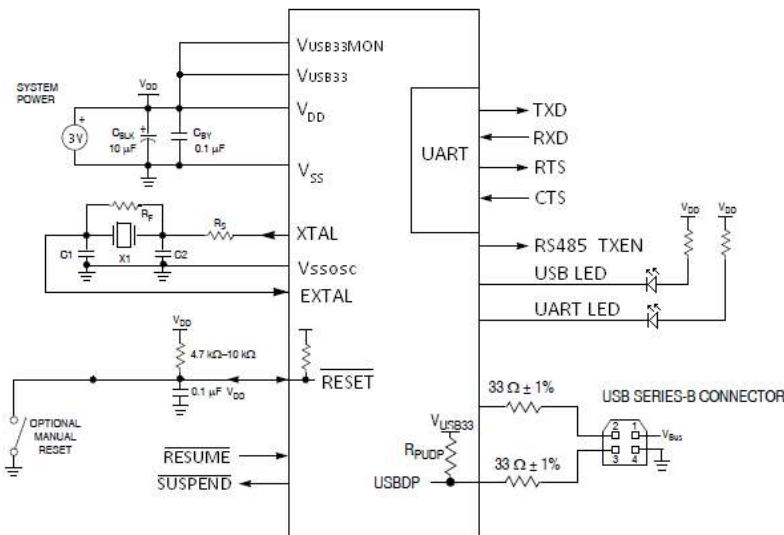 SYSTEM
POWER
3V
+
VDD
CBLK
10 µF
+
CBY
0.1 µF
VUSB33MON
VUSB33
VDD
VSS
RF
C1
X1
C2
RS
XTAL
VSSOSC
EXTAL
VDD
4.7 kΩ–10 kΩ
0.1 µF VDD
RESET
OPTIONAL
MANUAL
RESET
RESUME
SUSPEND
UART
TXD
RXD
RTS
CTS
RS485 TXEN
USB LED
UART LED
VDD
VDD
VUSB33
RPUDP
USBDP
33 Ω ± 1%
33 Ω ± 1%
USB SERIES-B CONNECTOR
2 1
3 4
VBus